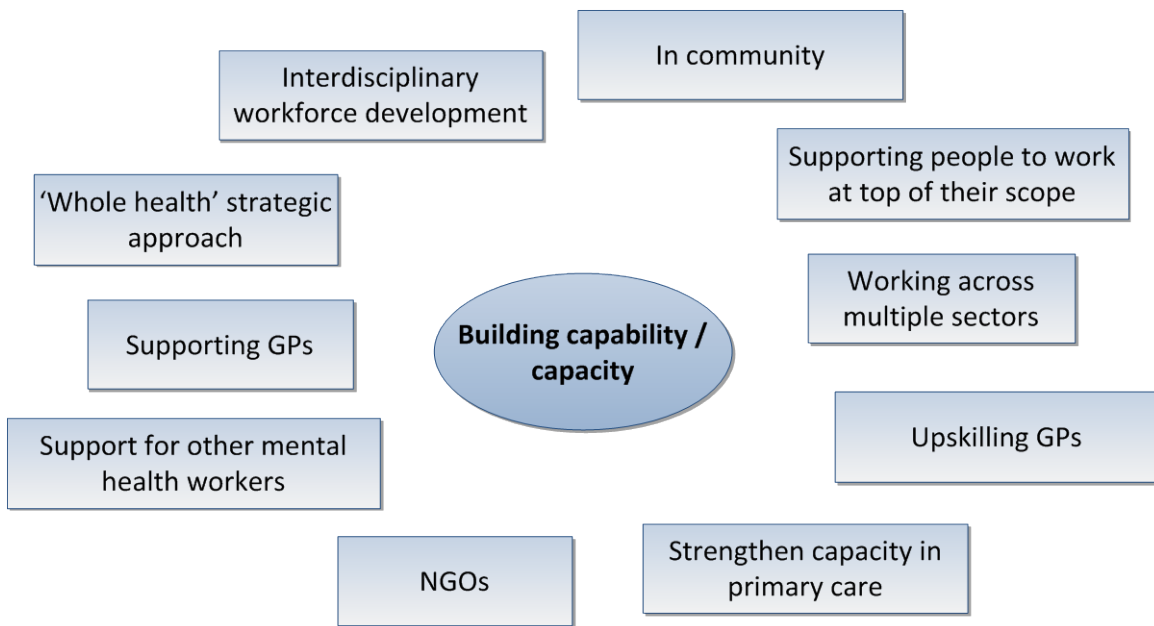 In community
Interdisciplinary
workforce development
Supporting people to work
at top of their scope
‘Whole health’ strategic
approach
Working across
multiple sectors
Building capability /
capacity
Supporting GPs
Upskilling GPs
Support for other mental
health workers
Strengthen capacity in
primary care
NGOs